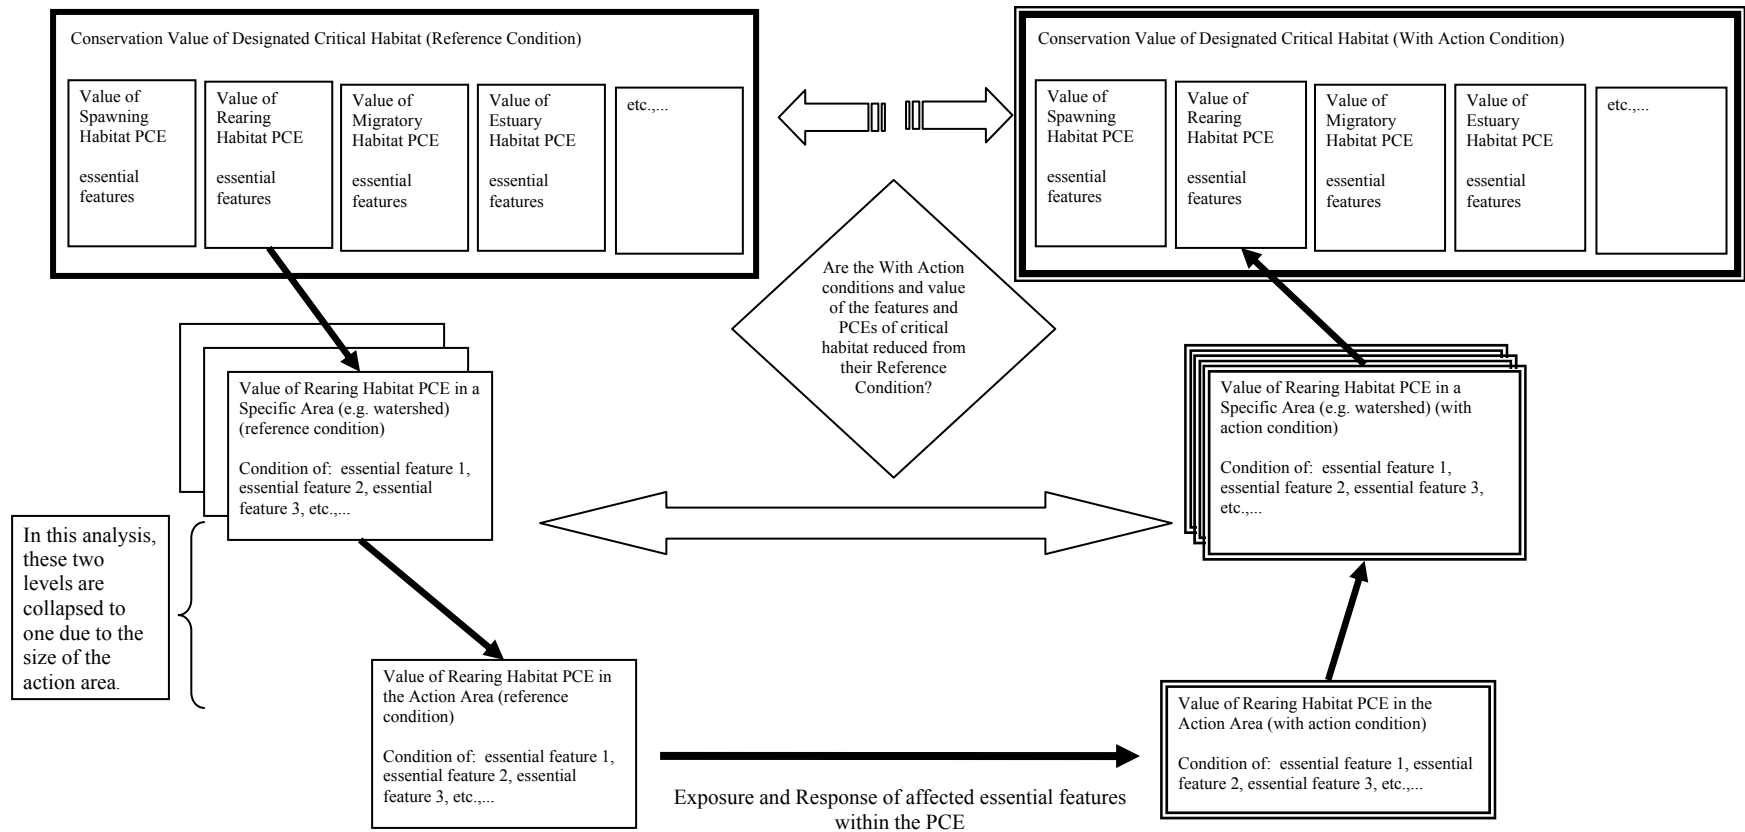 Conservation Value of Designated Critical Habitat (Reference Condition)
Value of
Spawning
Habitat PCE
essential
features
Value of
Rearing
Habitat PCE
essential
features
Value of
Migratory
Habitat PCE
essential
features
Value of
Estuary
Habitat PCE
essential
features
etc.,...
Conservation Value of Designated Critical Habitat (With Action Condition)
Value of
Spawning
Habitat PCE
essential
features
Value of
Rearing
Habitat PCE
essential
features
Value of
Migratory
Habitat PCE
essential
features
Value of
Estuary
Habitat PCE
essential
features
etc.,...
Are the With Action
conditions and value
of the features and
PCEs of critical
habitat reduced from
their Reference
Condition?
Value of Rearing Habitat PCE in a
Specific Area (e.g. watershed)
(reference condition)
Condition of:  essential feature 1,
essential feature 2, essential
feature 3, etc.,...
Value of Rearing Habitat PCE in a
Specific Area (e.g. watershed) (with
action condition)
Condition of:  essential feature 1,
essential feature 2, essential feature 3,
etc.,...
In this analysis,
these two
levels are
collapsed to
one due to the
size of the
action area.
Value of Rearing Habitat PCE in
the Action Area (reference
condition)
Condition of:  essential feature 1,
essential feature 2, essential
feature 3, etc.,...
Exposure and Response of affected essential features
within the PCE
Value of Rearing Habitat PCE in the
Action Area (with action condition)
Condition of:  essential feature 1, essential
feature 2, essential feature 3, etc.,...